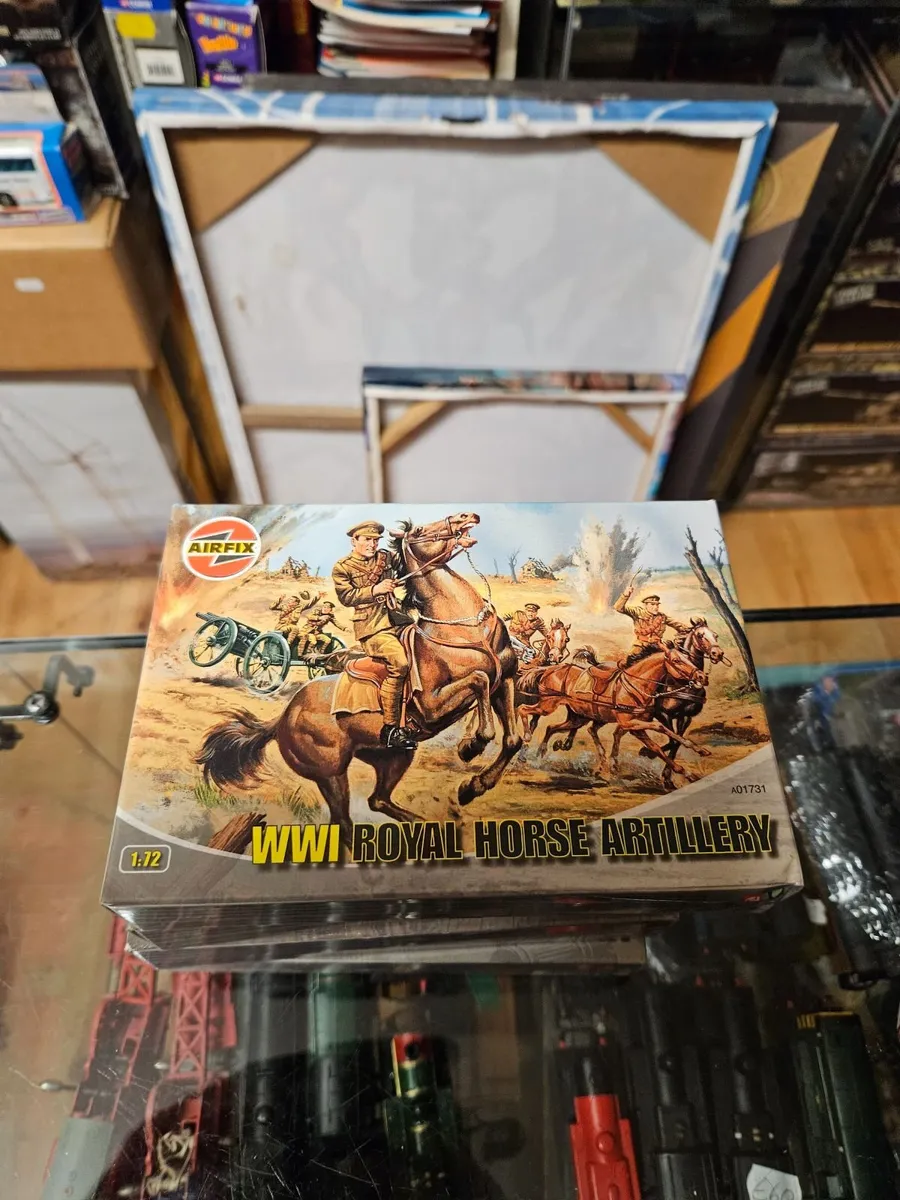 AIRFIX
A01731
WWI ROYAL HORSE ARTILLERY
1:72